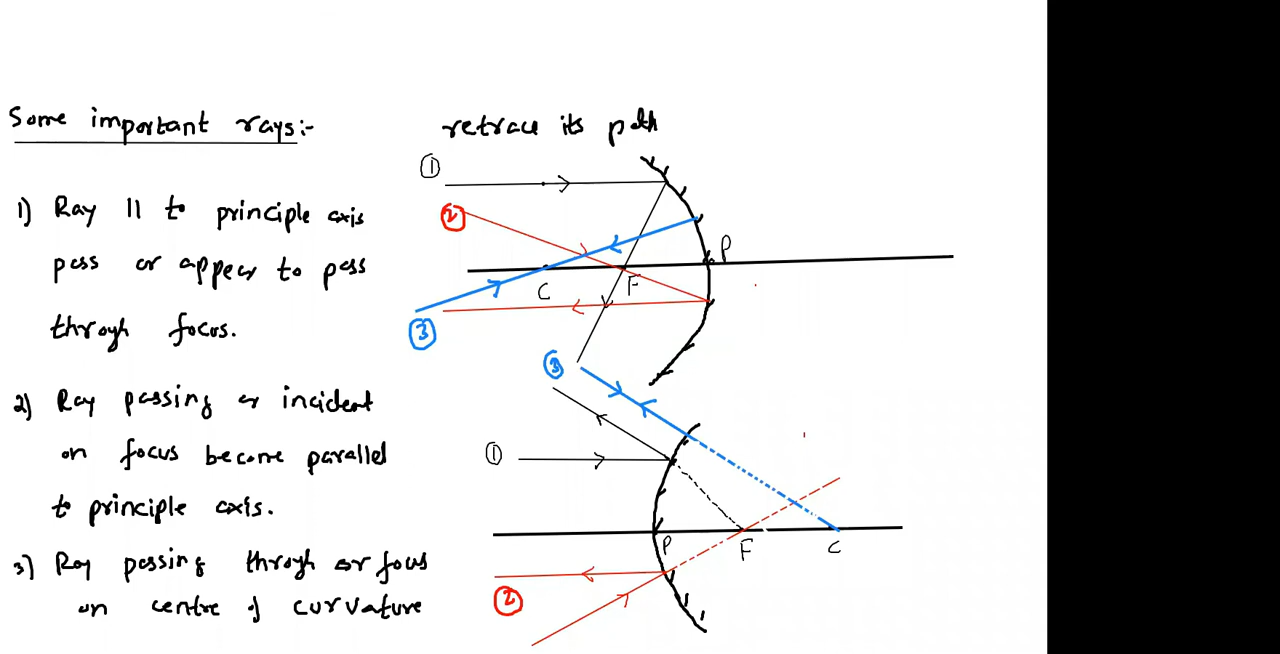 Some important rays:-
retrace its path
1) Ray || to principle axis
pass or appear to pass
through focus.
2) Ray passing or incident
on focus become parallel
to principle axis.
3) Ray passing through or focus
on centre of curvature
①
②
P
C
F
③
③
①
P
F
C
②